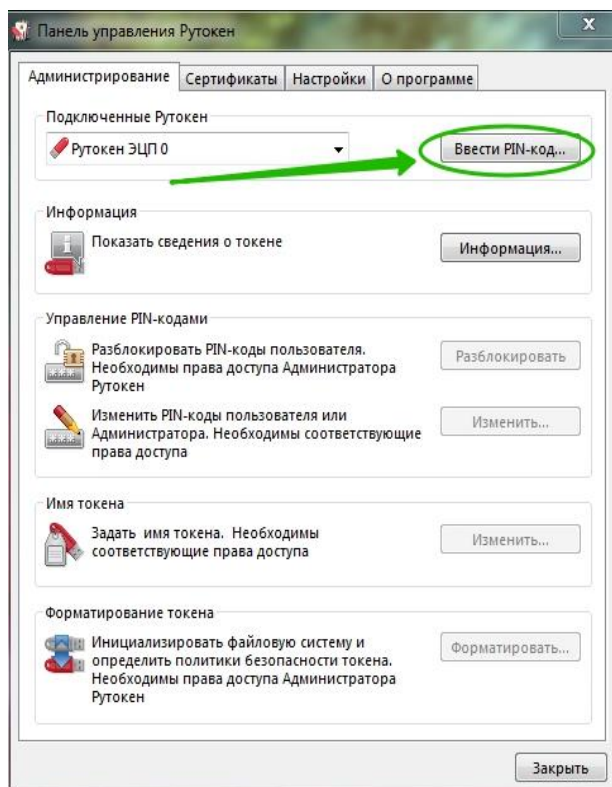 Панель управления Рутокен
x
Администрирование Сертификаты Настройки О программе
Подключенные Рутокен
Рутокен ЭЦП 0
Ввести PIN-код...
Информация
Показать сведения о токене
Информация...
Управление PIN-кодами
Разблокировать PIN-коды пользователя.
Необходимы права доступа Администратора
Рутокен
Разблокировать
Изменить PIN-коды пользователя или
Администратора. Необходимы соответствующие
права доступа
Изменить...
Имя токена
Задать имя токена. Необходимы
соответствующие права доступа
Изменить...
Форматирование токена
Инициализировать файловую систему и
определить политики безопасности токена.
Необходимы права доступа Администратора
Рутокен
Форматировать...
Закрыть